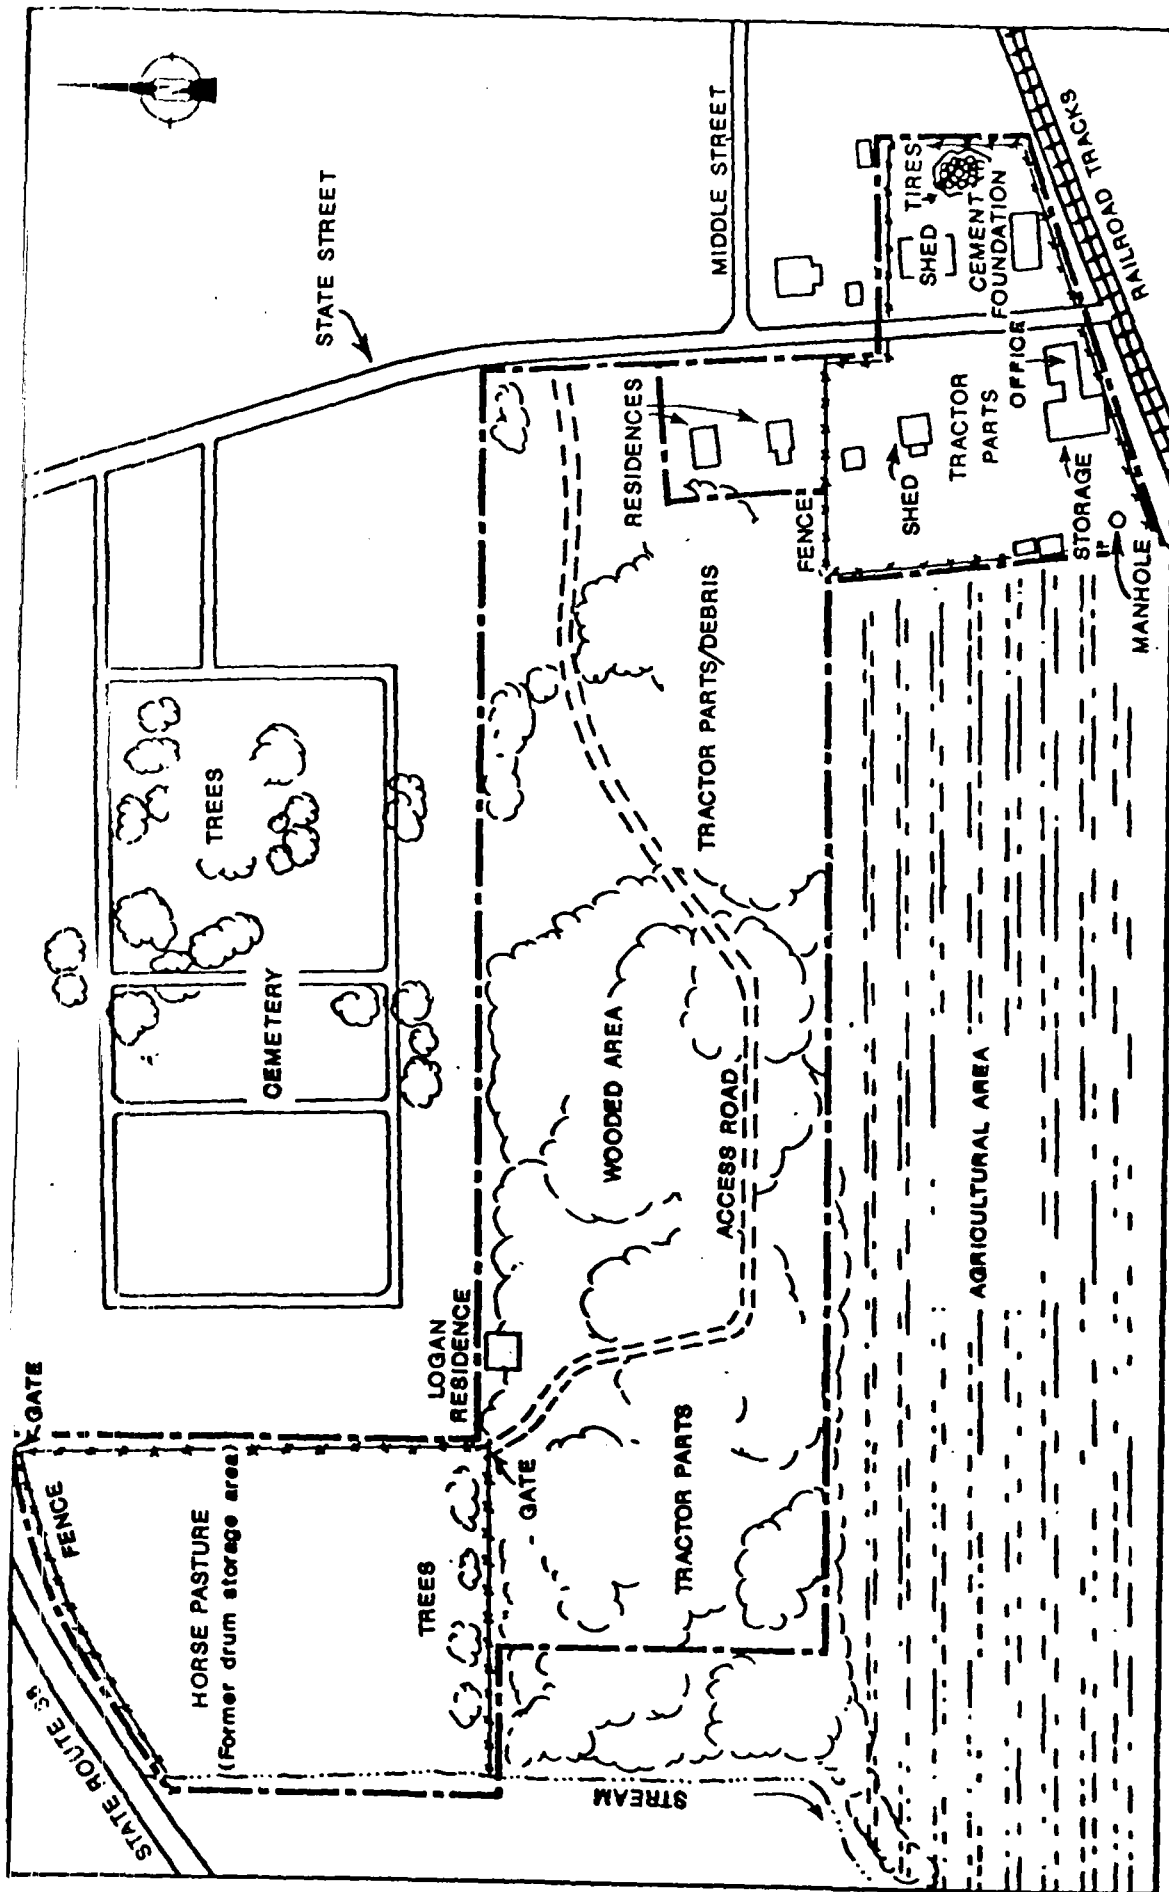 N
STATE STREET
MIDDLE STREET
RAILROAD TRACKS
TIRES
SHED
CEMENT
FOUNDATION
OFFICE
TRACTOR
PARTS
SHED
STORAGE
MANHOLE
RESIDENCES
FENCE
TRACTOR PARTS/DEBRIS
TREES
CEMETERY
WOODED AREA
ACCESS ROAD
AGRICULTURAL AREA
LOGAN
RESIDENCE
GATE
FENCE
HORSE PASTURE
(Former drum storage area)
GATE
TREES
TRACTOR PARTS
STREAM